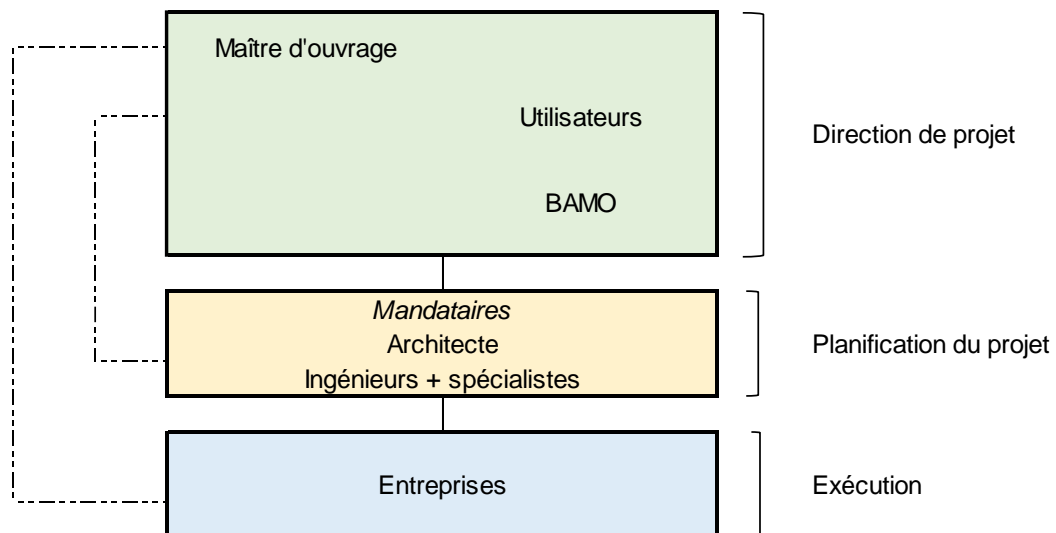 Maître d'ouvrage
Utilisateurs
BAMO
Direction de projet
Mandataires
Architecte
Ingénieurs + spécialistes
Planification du projet
Entreprises
Exécution